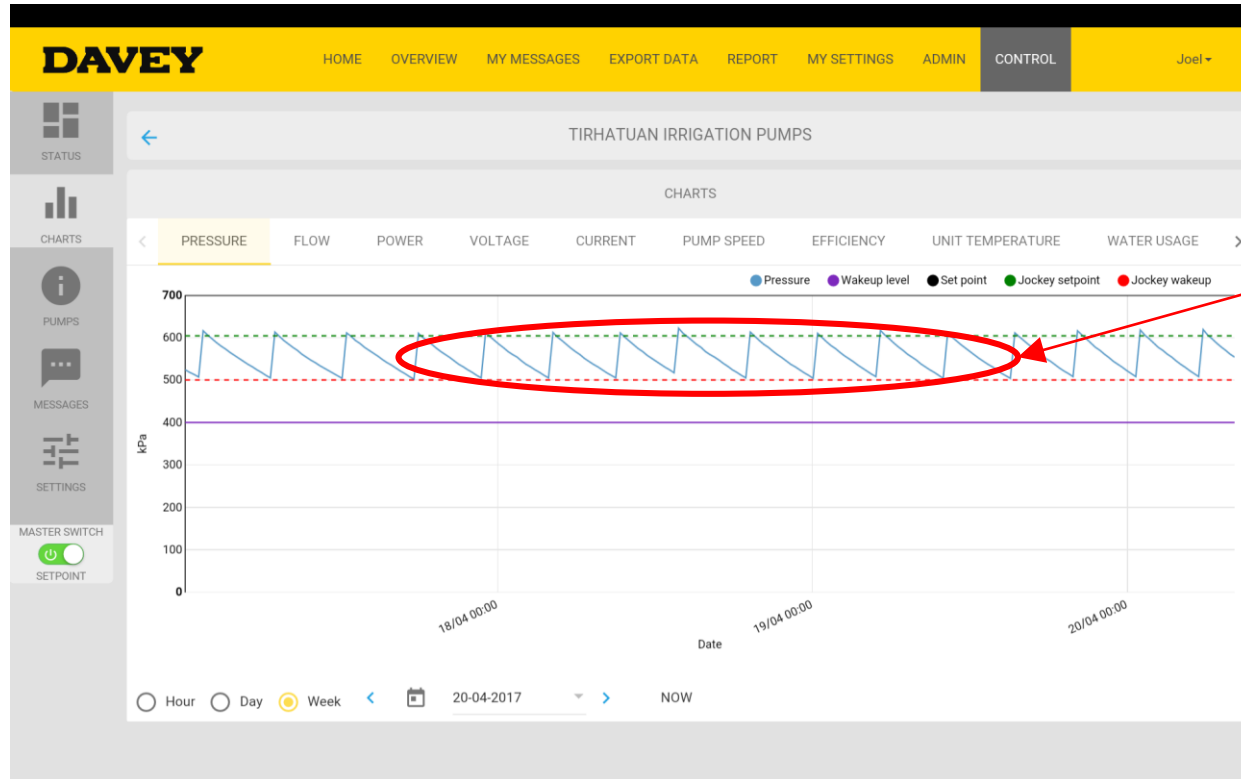 DAVEY
HOME OVERVIEW MY MESSAGES EXPORT DATA REPORT MY SETTINGS ADMIN CONTROL Joel
STATUS
TIRHATUAN IRRIGATION PUMPS
CHARTS
CHARTS
PRESSURE FLOW POWER VOLTAGE CURRENT PUMP SPEED EFFICIENCY UNIT TEMPERATURE WATER USAGE
Pressure Wakeup level Set point Jockey setpoint Jockey wakeup
PUMPS
MESSAGES
SETTINGS
MASTER SWITCH
SETPOINT
kPa
700
600
500
400
300
200
100
0
18/04 00:00 19/04 00:00 20/04 00:00
Date
Hour Day Week 20-04-2017 NOW